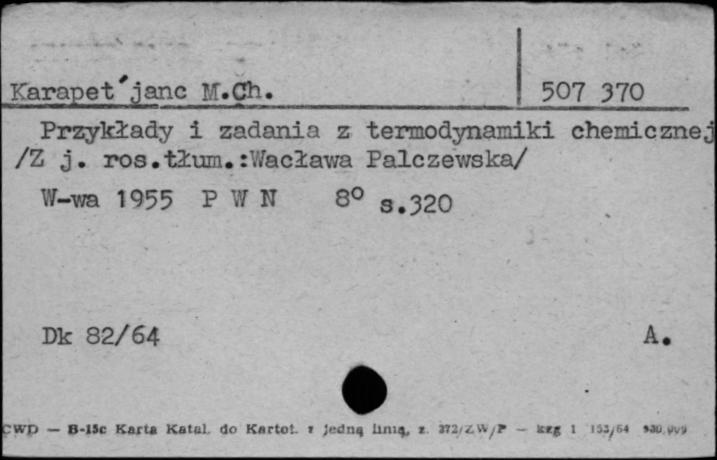 Karapet'janc M.Ch. 507 370
Przykłady i zadania z termodynamiki chemicznej
/Z j. ros.tłum.:Wacława Palczewska/
W-wa 1955 P W N 8° s.320
Dk 82/64 A.
CWD — B-15c Karta Katal. do Kartot. z jedną linią, z. 372/ZW/P — kzg 1 153/64